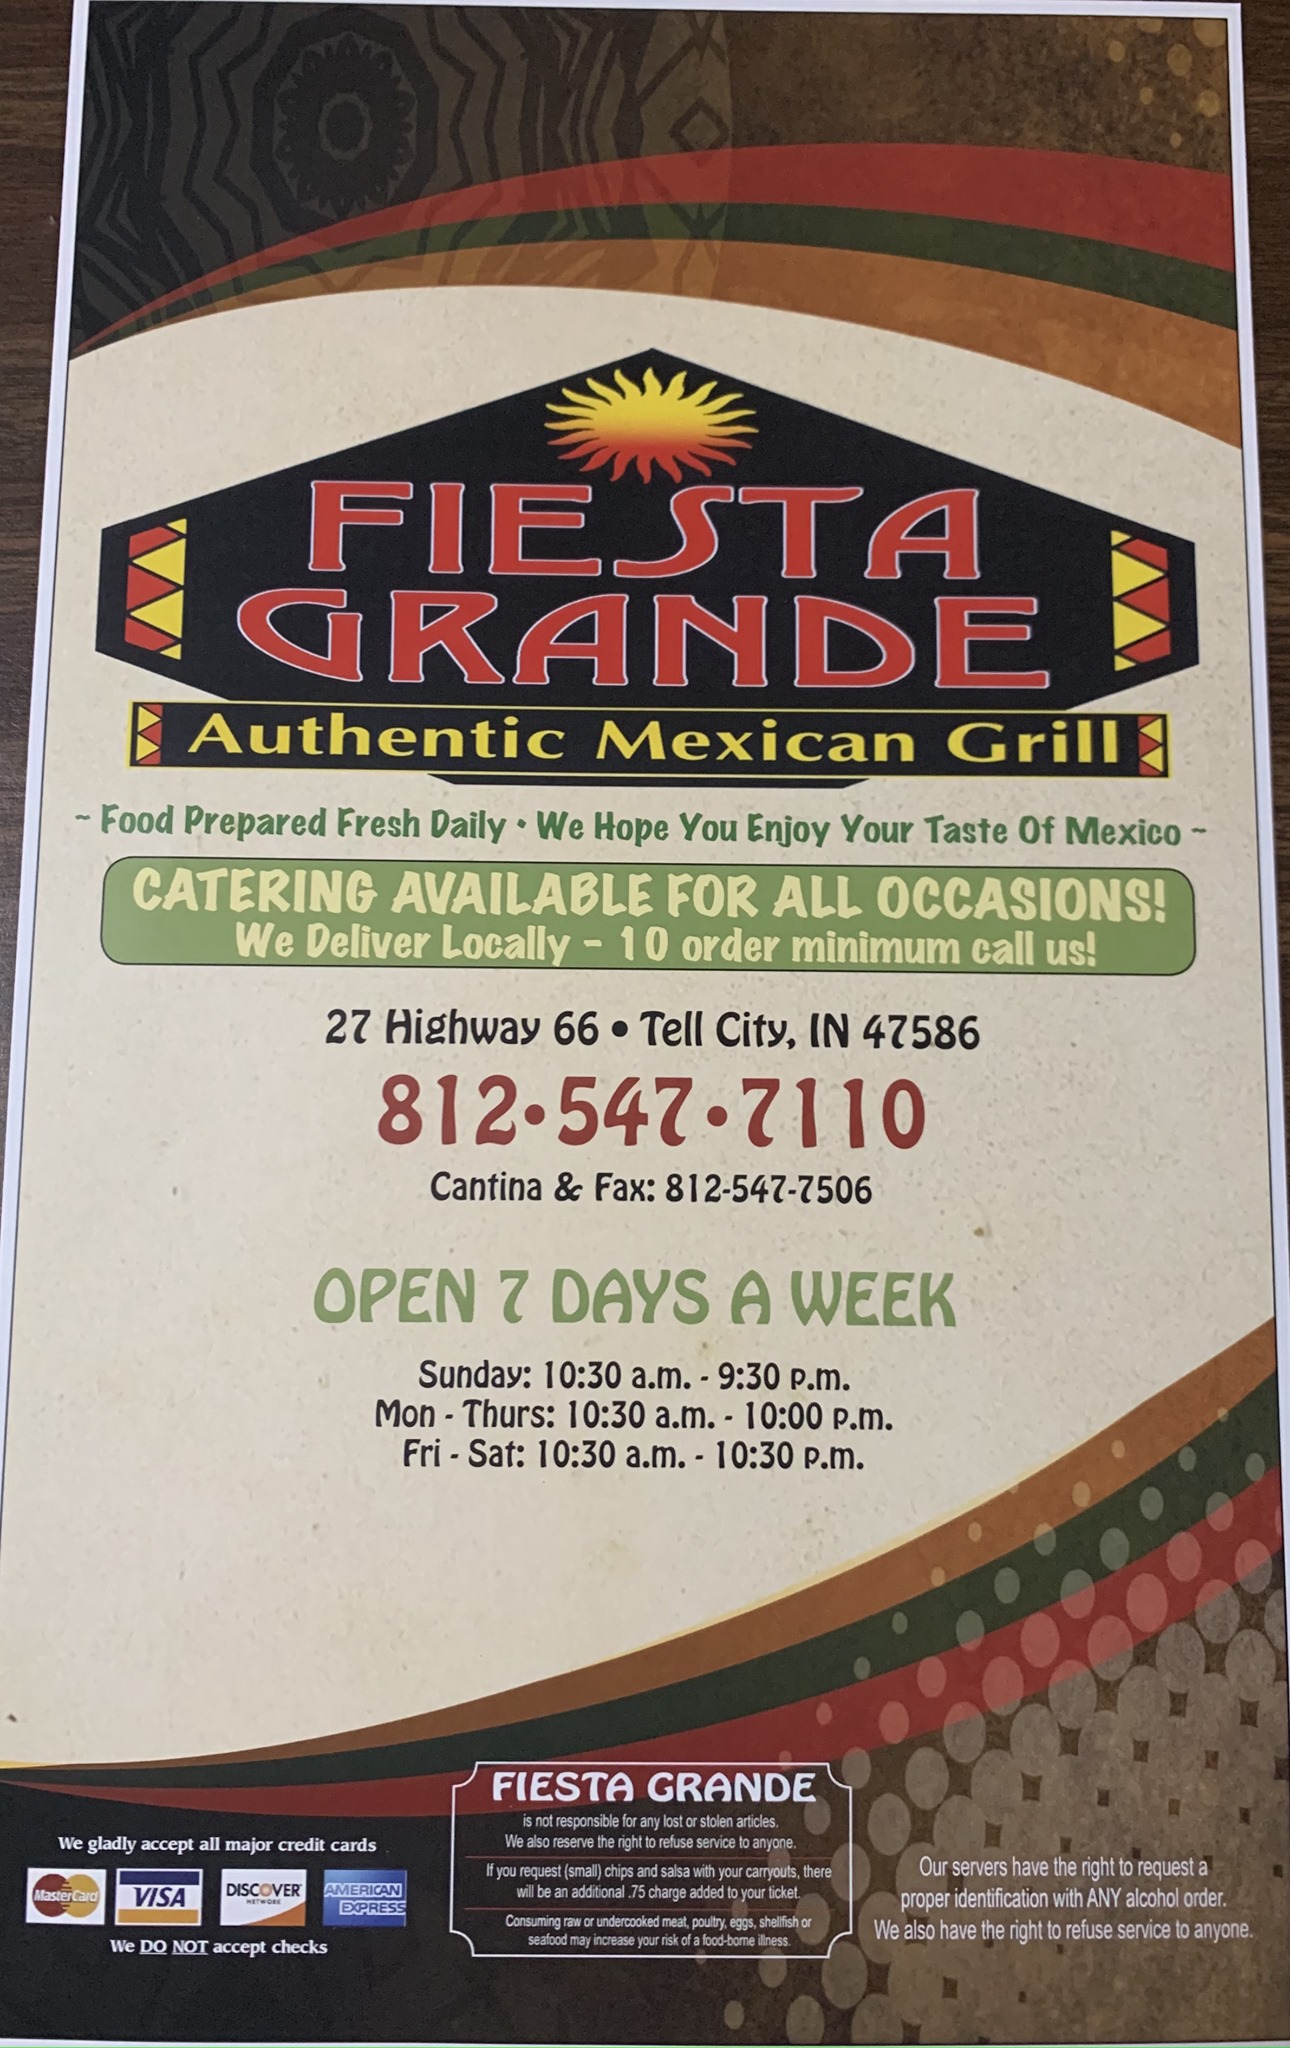 FIESTA
GRANDE
Authentic Mexican Grill
~ Food Prepared Fresh Daily • We Hope You Enjoy Your Taste Of Mexico ~
CATERING AVAILABLE FOR ALL OCCASIONS!
We Deliver Locally - 10 order minimum call us!
27 Highway 66 • Tell City, IN 47586
812•547•7110
Cantina & Fax: 812-547-7506
OPEN 7 DAYS A WEEK
Sunday: 10:30 a.m. - 9:30 p.m.
Mon - Thurs: 10:30 a.m. - 10:00 p.m.
Fri - Sat: 10:30 a.m. - 10:30 p.m.
We gladly accept all major credit cards
MasterCard VISA DISCOVER NETWORK AMERICAN EXPRESS
We DO NOT accept checks
FIESTA GRANDE
is not responsible for any lost or stolen articles.
We also reserve the right to refuse service to anyone.
If you request (small) chips and salsa with your carryouts, there
will be an additional .75 charge added to your ticket.
Consuming raw or undercooked meat, poultry, eggs, shellfish or
seafood may increase your risk of a food-borne illness.
Our servers have the right to request a
proper identification with ANY alcohol order.
We also have the right to refuse service to anyone.